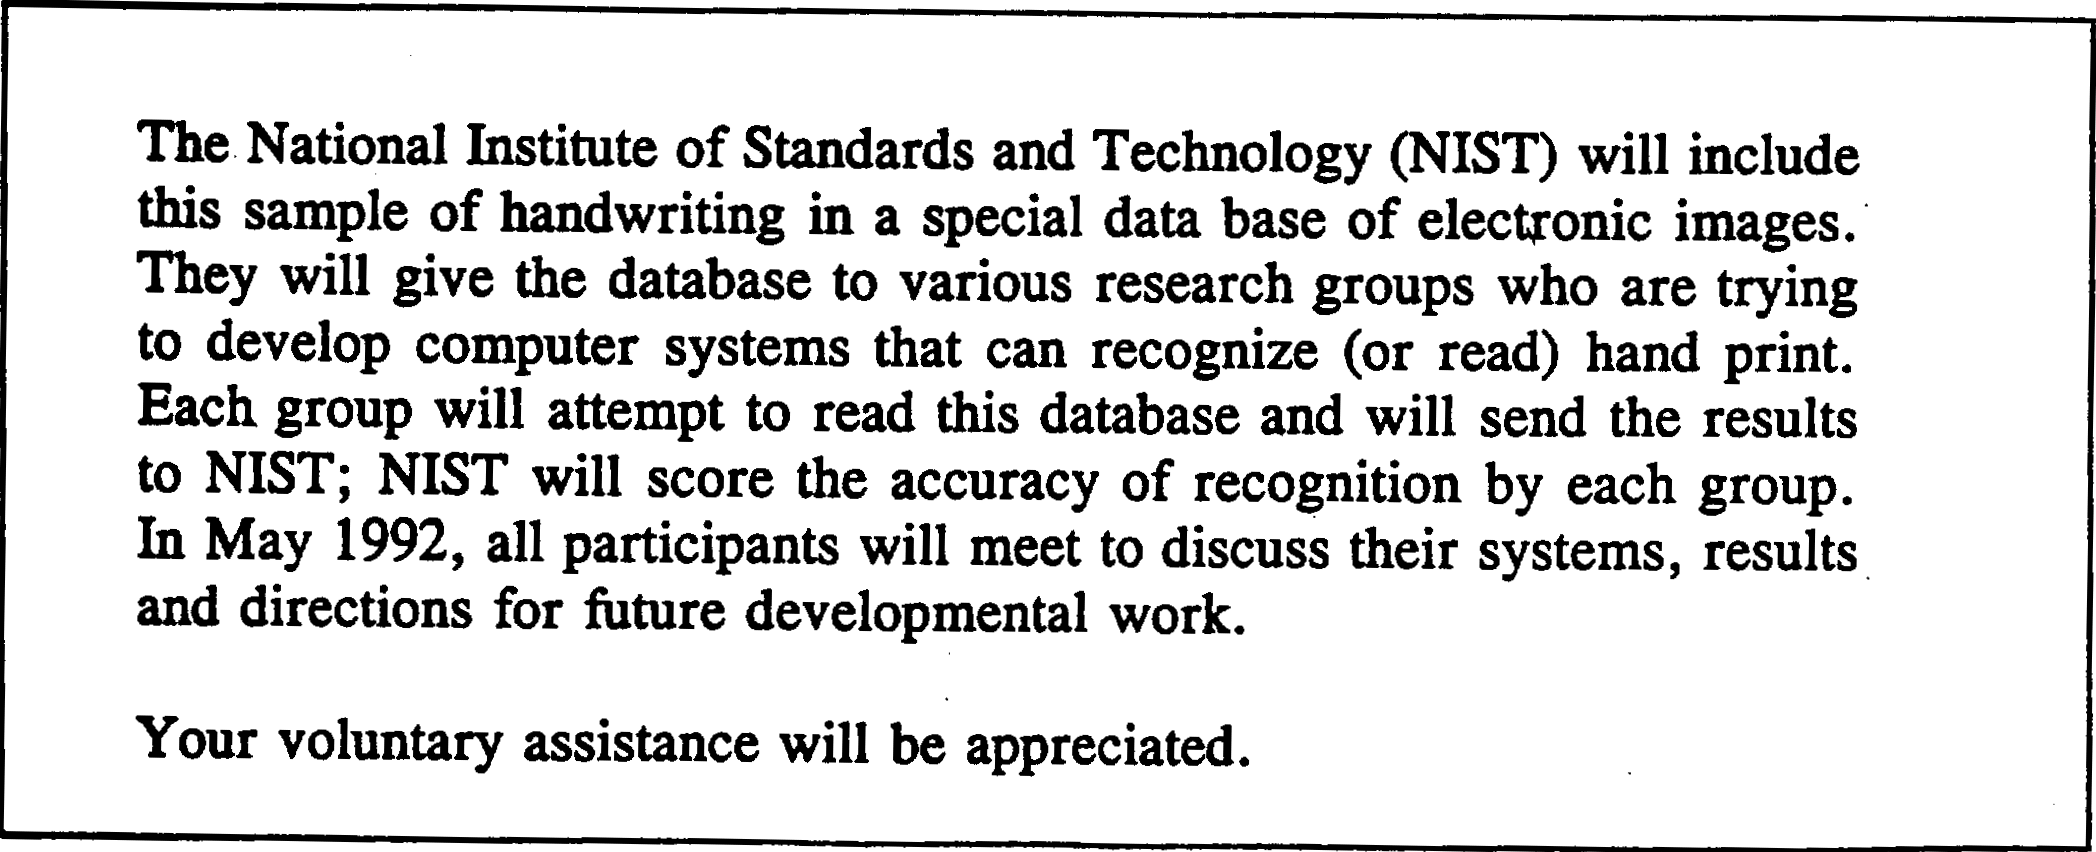 The National Institute of Standards and Technology (NIST) will include
this sample of handwriting in a special data base of electronic images.
They will give the database to various research groups who are trying
to develop computer systems that can recognize (or read) hand print.
Each group will attempt to read this database and will send the results
to NIST; NIST will score the accuracy of recognition by each group.
In May 1992, all participants will meet to discuss their systems, results
and directions for future developmental work.
Your voluntary assistance will be appreciated.